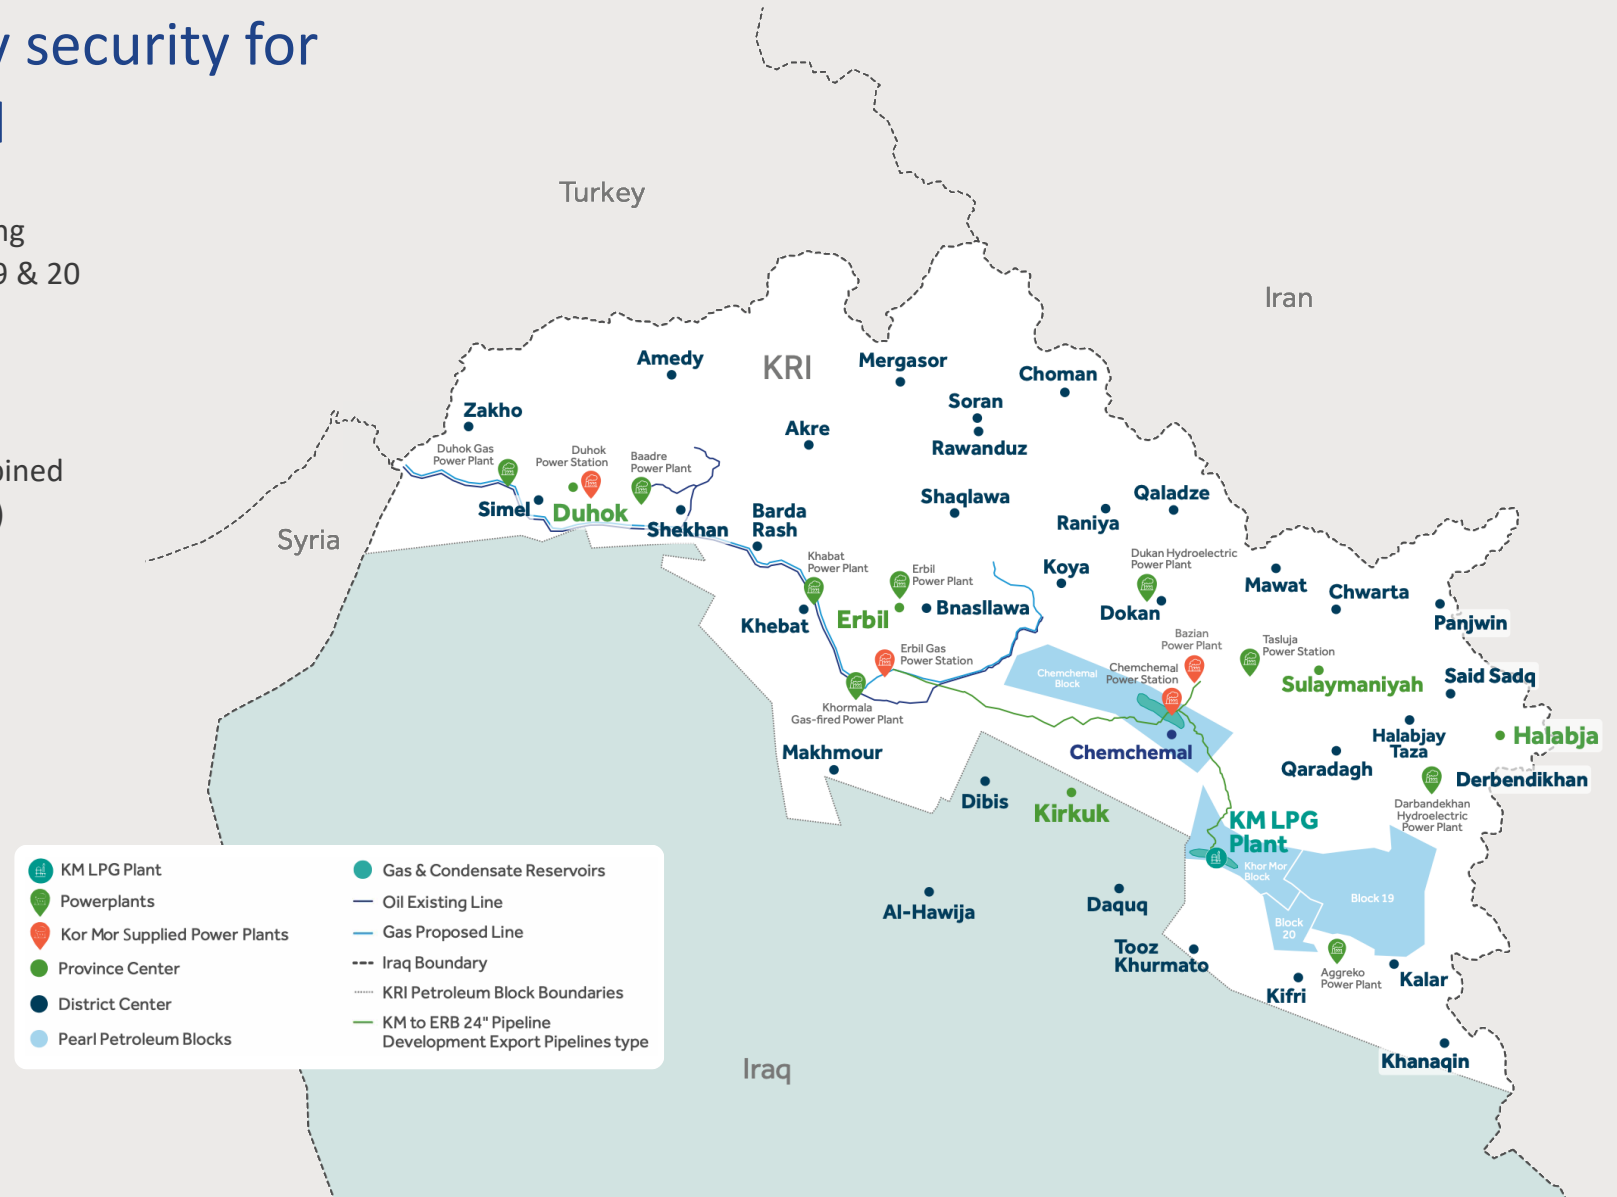 y security for
ng
9 & 20
oined
)
Turkey
Iran
Syria
KRI
Iraq
Amedy
Mergasor
Choman
Zakho
Soran
Rawanduz
Akre
Duhok Gas
Power Plant
Duhok
Power Station
Baadre
Power Plant
Simel
Duhok
Shekhan
Barda
Rash
Shaqlawa
Qaladze
Raniya
Khabat
Power Plant
Erbil
Power Plant
Khebat
Erbil
Bnasllawa
Koya
Dukan Hydroelectric
Power Plant
Dokan
Mawat
Chwarta
Panjwin
Erbil Gas
Power Station
Bazian
Power Plant
Tasluja
Power Station
Chemchemal
Block
Chemchemal
Power Station
Sulaymaniyah
Said Sadq
Khormala
Gas-fired Power Plant
Makhmour
Chemchemal
Halabjay
Taza
Halabja
Qaradagh
Derbendikhan
Dibis
Kirkuk
Darbandekhan
Hydroelectric
Power Plant
KM LPG
Plant
Khor Mor
Block
Block 19
Block
20
Al-Hawija
Daquq
Tooz
Khurmato
Aggreko
Power Plant
Kifri
Kalar
Khanaqin
KM LPG Plant
Powerplants
Kor Mor Supplied Power Plants
Province Center
District Center
Pearl Petroleum Blocks
Gas & Condensate Reservoirs
Oil Existing Line
Gas Proposed Line
Iraq Boundary
KRI Petroleum Block Boundaries
KM to ERB 24" Pipeline
Development Export Pipelines type